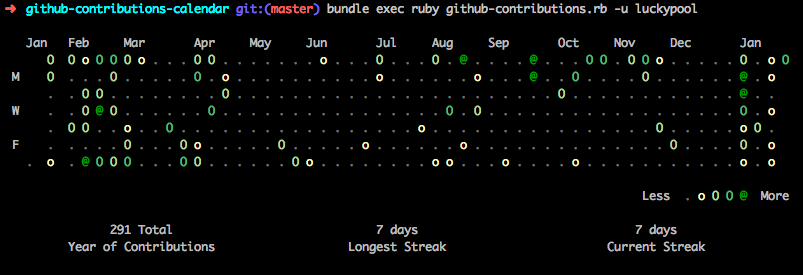 ➜ github-contributions-calendar git:(master) bundle exec ruby github-contributions.rb -u luckypool
Jan Feb Mar Apr May Jun Jul Aug Sep Oct Nov Dec Jan
O O o O O O o . . . O O . . . . . . . o . . . O . . . O O @ . . . . @ . . . O O . O O o . . . . . O . o O
M O . . . O . . . . . O . o . . . . . . . . . . o . . . . . . o . . . @ . . O . . . . O . . . . . . @ . o
. . O O . . . . . . . . O . . . . . . . . . . . . . . . . . . . . . . . O . . . . . . . . . . . . @ . .
W . . O @ O . . . . . . O . . . . . . . . . . . . . . . . O . O . . . . . . . . . . . . . . . . . . O . o
. O O . . o . . O . . . . . . . . . . . . . . . . . o . . . . . . . . . . . . . . . . O . . . . . o O .
F . . . . . O . . . O o . . . . . O . . . . . o . . . . . . o . . . . . . . . . . . . . . O . . . . O . o
. o . @ O O O . . . O O . . . . . . O o . . . . . . . . o o . . . o . . . . o . . . . . . . . . . . o . o
Less . o O O @ More
291 Total 7 days 7 days
Year of Contributions Longest Streak Current Streak